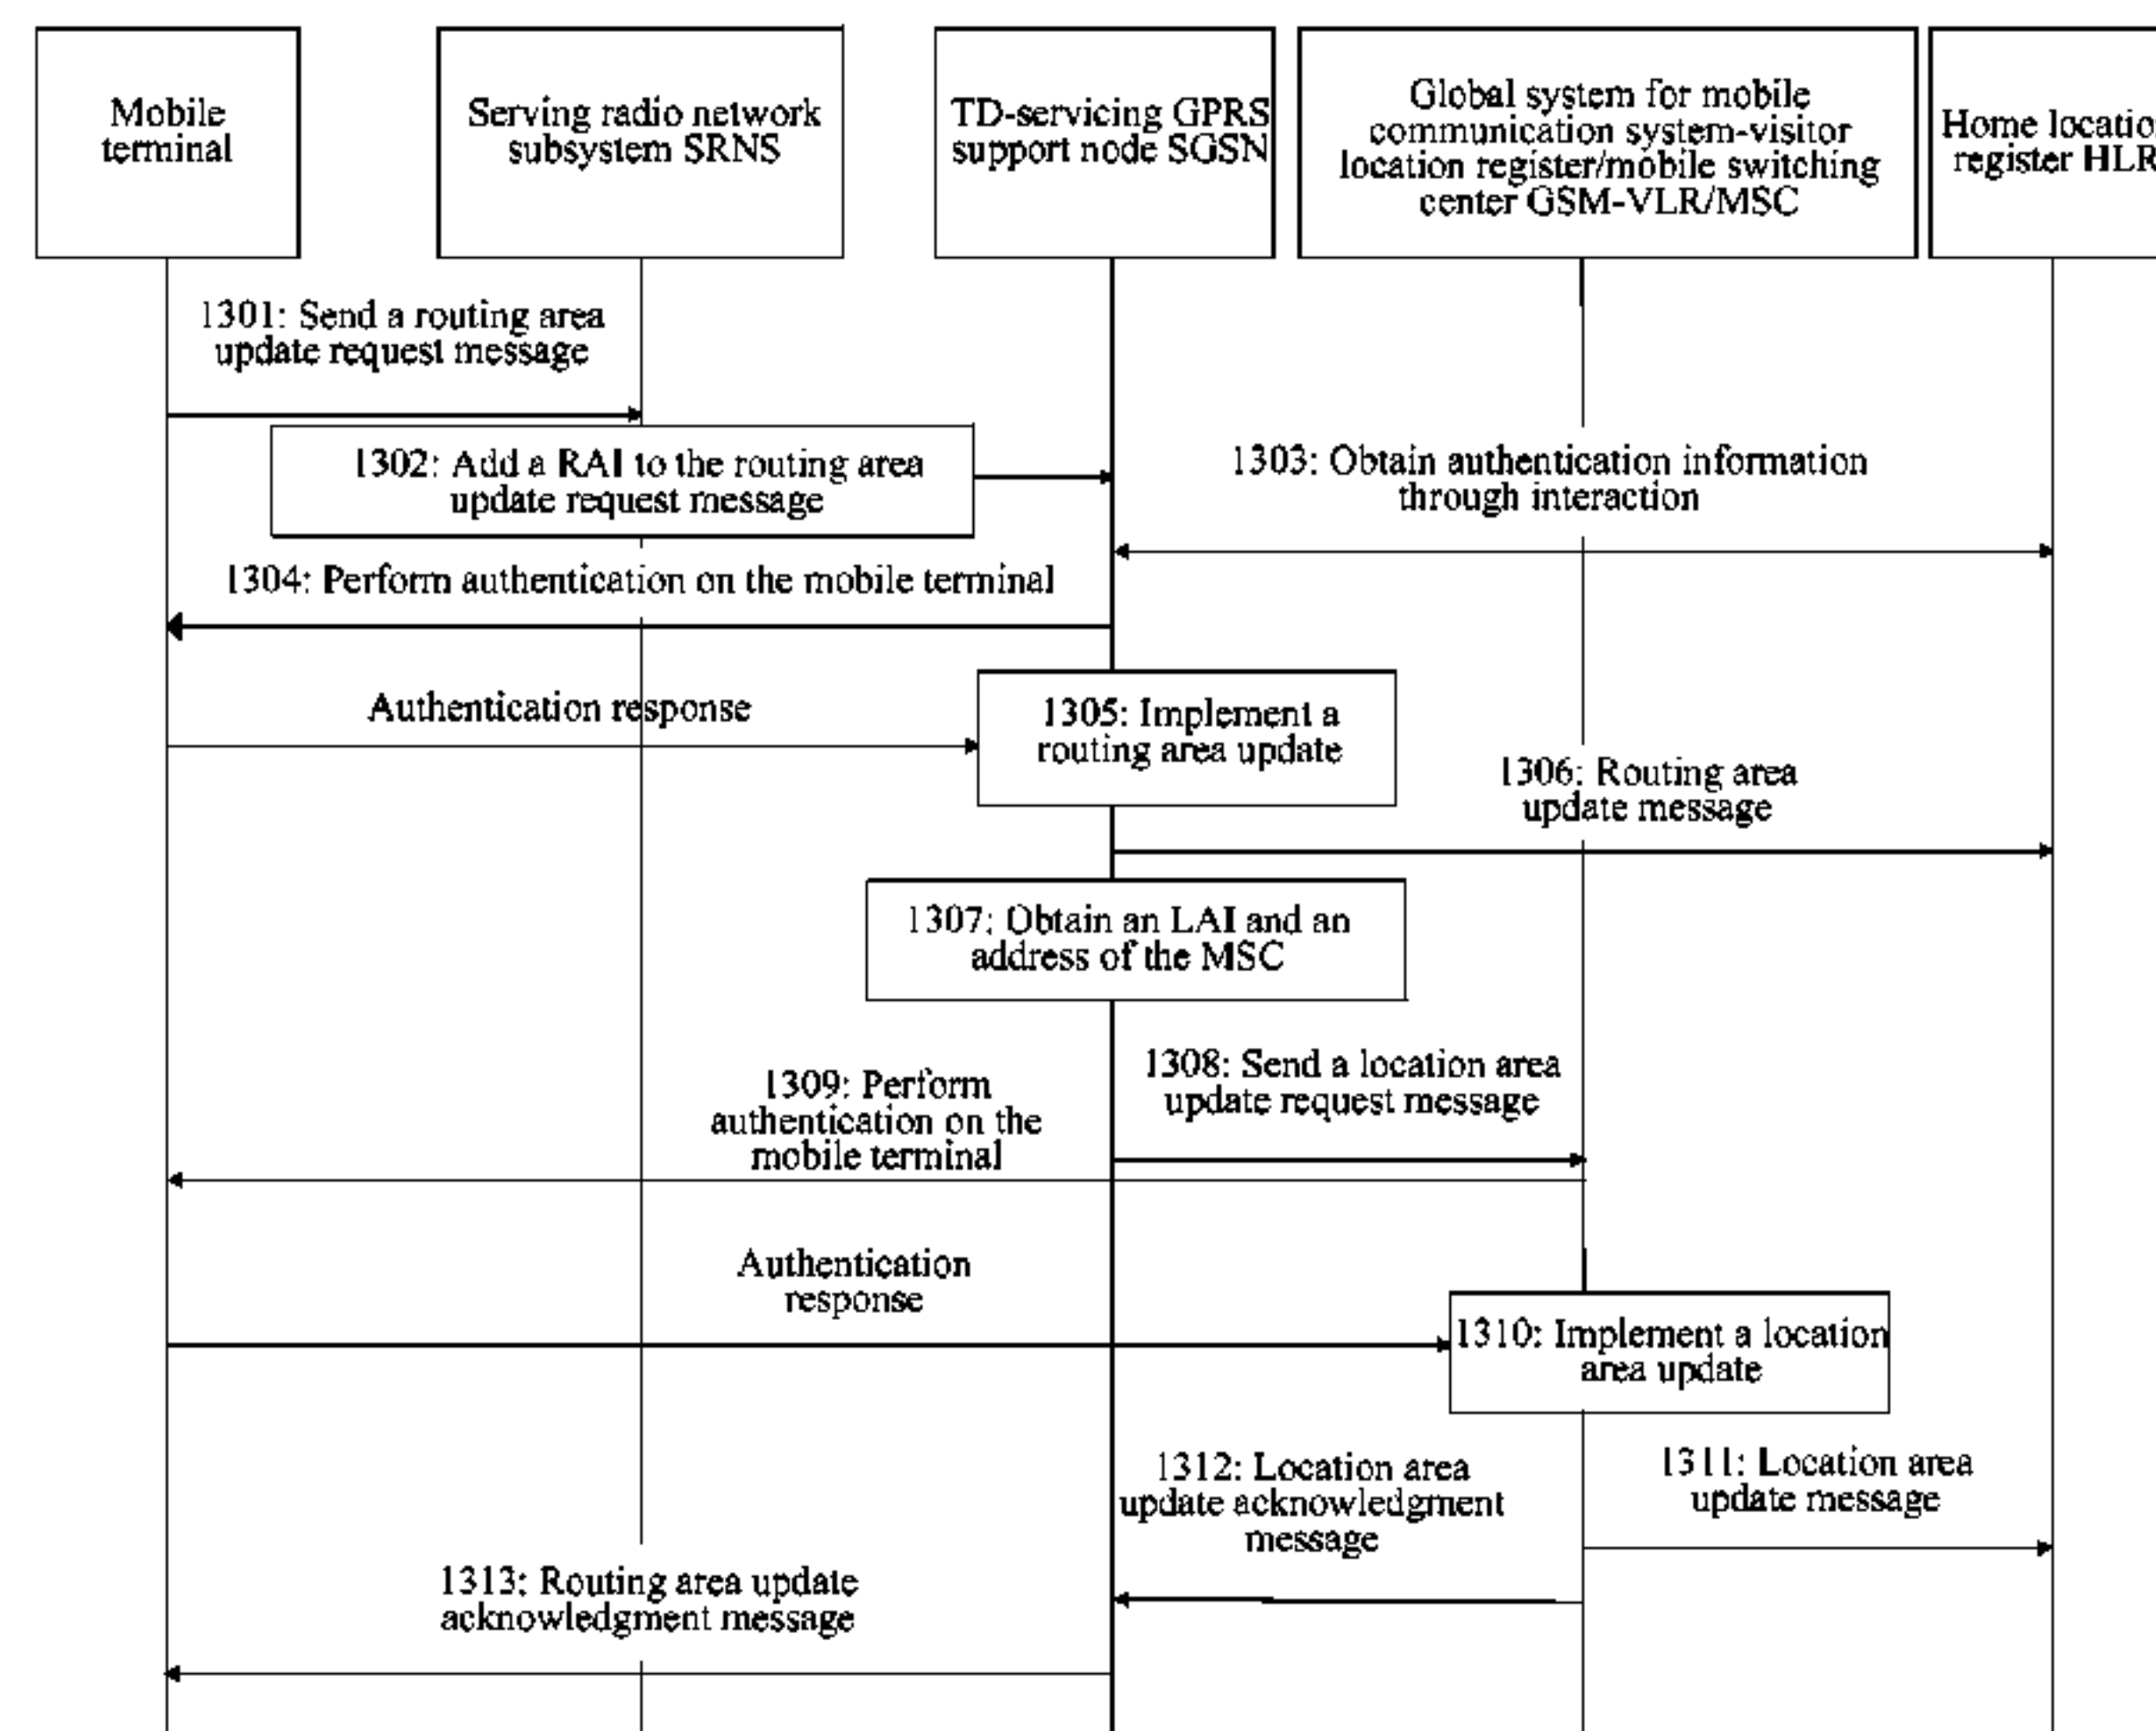 Mobile
terminal
Serving radio network
subsystem SRNS
TD-servicing GPRS
support node SGSN
Global system for mobile
communication system-visitor
location register/mobile switching
center GSM-VLR/MSC
Home locatio
register HLR
1301: Send a routing area
update request message
1302: Add a RAI to the routing area
update request message
1303: Obtain authentication information
through interaction
1304: Perform authentication on the mobile terminal
Authentication response
1305: Implement a
routing area update
1306: Routing area
update message
1307: Obtain an LAI and an
address of the MSC
1308: Send a location area
update request message
1309: Perform
authentication on the
mobile terminal
Authentication
response
1310: Implement a location
area update
1311: Location area
update message
1312: Location area
update acknowledgment
message
1313: Routing area update
acknowledgment message